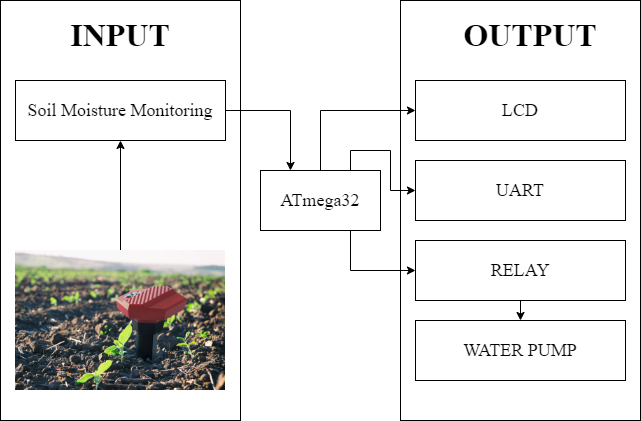 INPUT
Soil Moisture Monitoring
ATmega32
OUTPUT
LCD
UART
RELAY
WATER PUMP